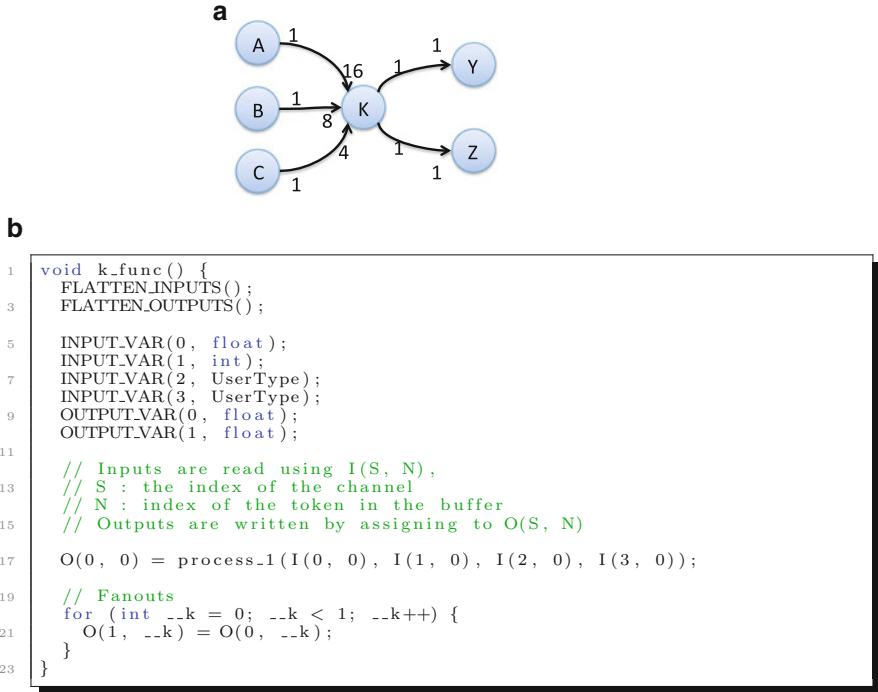 a
A 1
1 Y
16
1
B 1 K
8
4
1
C 1
Z
1
b
1 void k_func() {
FLATTEN_INPUTS();
3 FLATTEN_OUTPUTS();
5 INPUT_VAR(0, float);
INPUT_VAR(1, int);
7 INPUT_VAR(2, UserType);
INPUT_VAR(3, UserType);
9 OUTPUT_VAR(0, float);
OUTPUT_VAR(1, float);
11
// Inputs are read using I(S, N),
13 // S : the index of the channel
// N : index of the token in the buffer
15 // Outputs are written by assigning to O(S, N)
17 O(0, 0) = process_1(I(0, 0), I(1, 0), I(2, 0), I(3, 0));
19 // Fanouts
for (int __k = 0; __k < 1; __k++) {
21 O(1, __k) = O(0, __k);
}
23 }